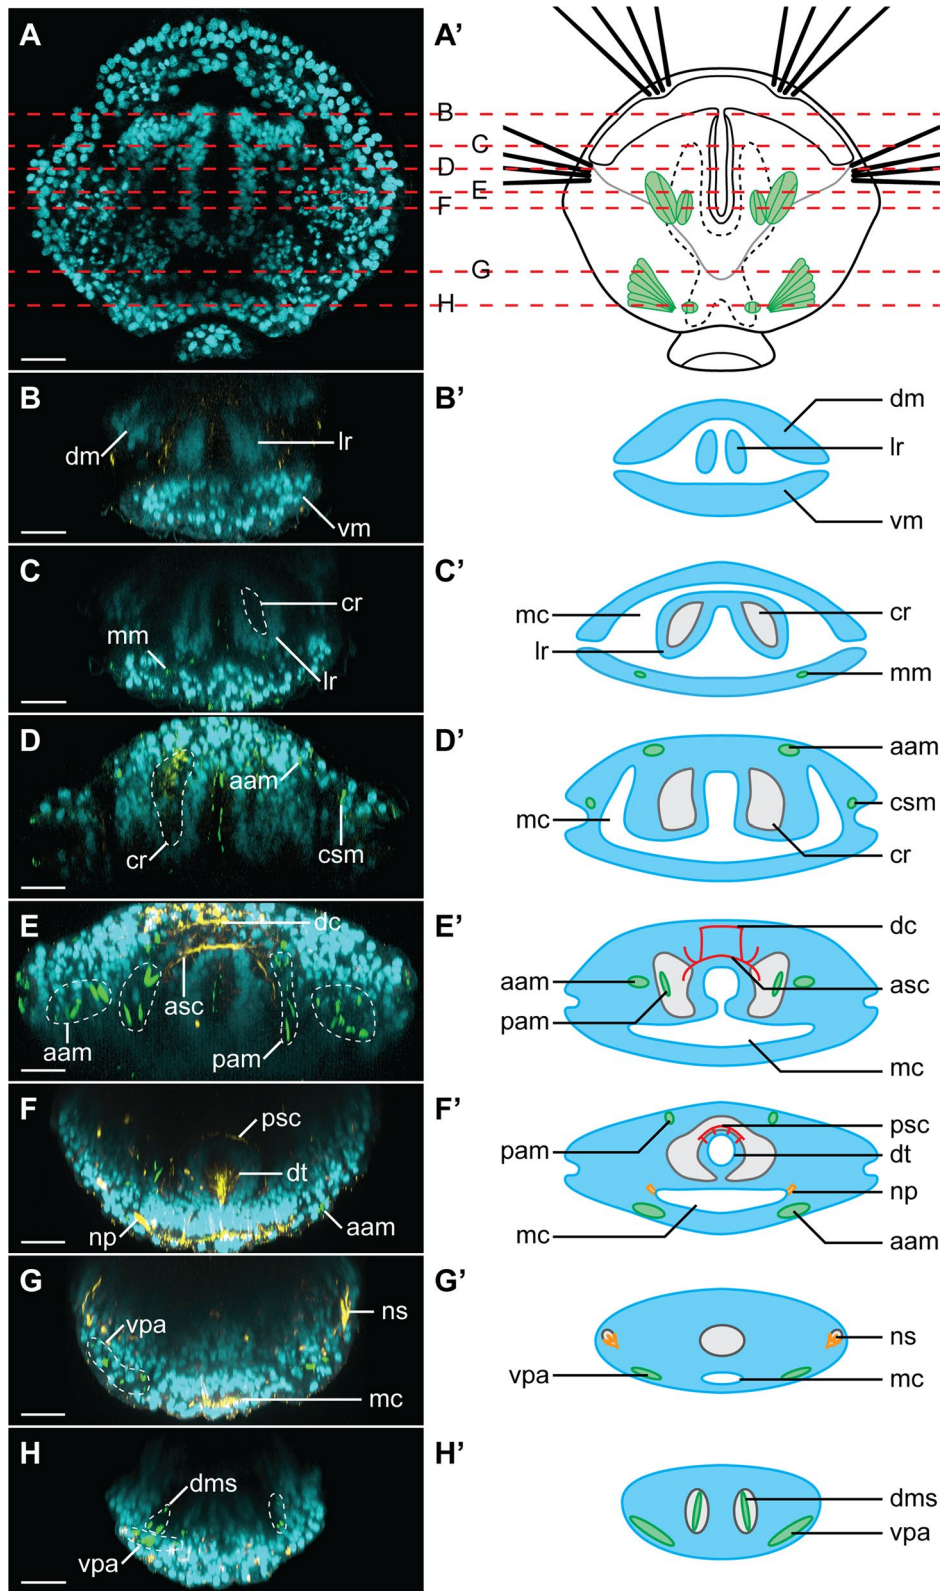 A A'
B
C
D
E
F
G
H
B B'
dm lr vm
dm
lr
vm
C C'
cr
mm
lr
mc cr
lr
mm
D D'
aam
cr csm
aam
csm
mc
cr
E E'
dc
asc
aam pam
dc
aam asc
pam
mc
F F'
psc
dt
np aam
psc
pam dt
np
mc
aam
G G'
vpa ns
mc
ns
vpa mc
H H'
dms
vpa
dms
vpa